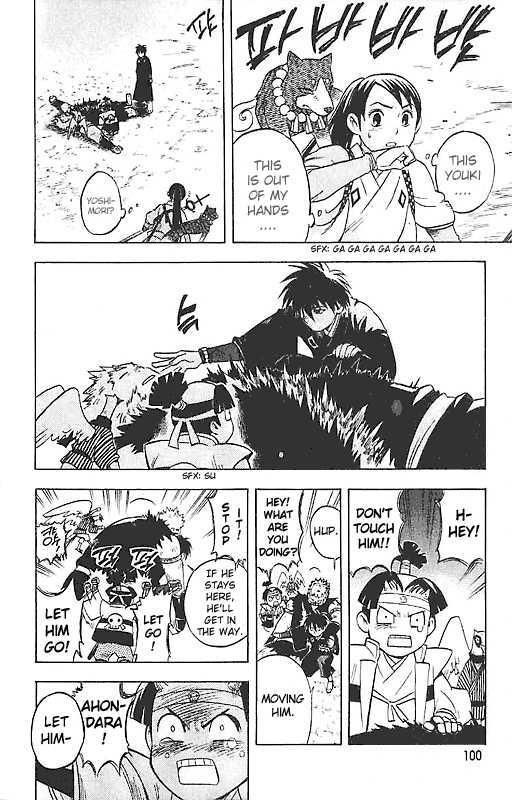 파 바 바 밧
THIS
YOUKI
....
THIS
IS OUT
OF MY
HANDS
....
SFX: GA GA GA GA GA GA GA
YOSHI-
MORI?
SFX: SU
H-
HEY!
DON'T
TOUCH
HIM!!
HUP.
HEY!
WHAT
ARE
YOU
DOING?
MOVING
HIM.
STOP
IT!
IF HE
STAYS
HERE,
HE'LL
GET IN
THE WAY.
LET
GO!
LET
HIM
GO!
AHON-
DARA
!
LET
HIM-
100